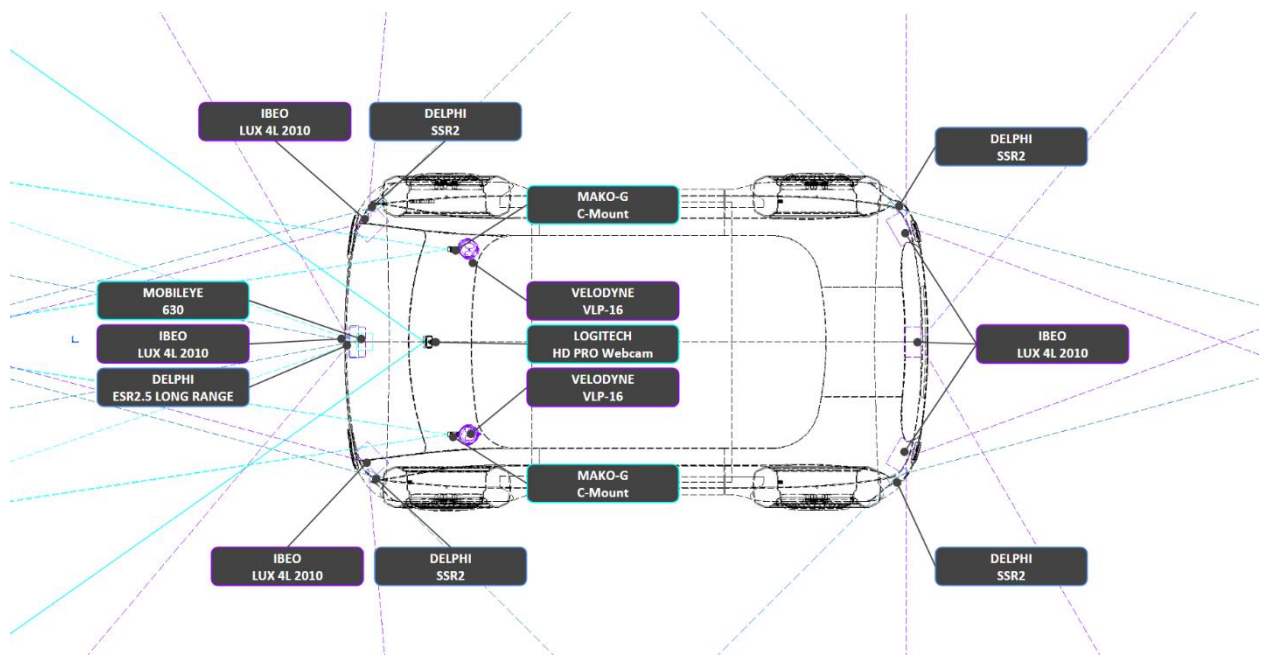 IBEO
LUX 4L 2010
DELPHI
SSR2
DELPHI
SSR2
MAKO-G
C-Mount
MOBILEYE
630
VELODYNE
VLP-16
IBEO
LUX 4L 2010
LOGITECH
HD PRO Webcam
IBEO
LUX 4L 2010
DELPHI
ESR2.5 LONG RANGE
VELODYNE
VLP-16
MAKO-G
C-Mount
IBEO
LUX 4L 2010
DELPHI
SSR2
DELPHI
SSR2